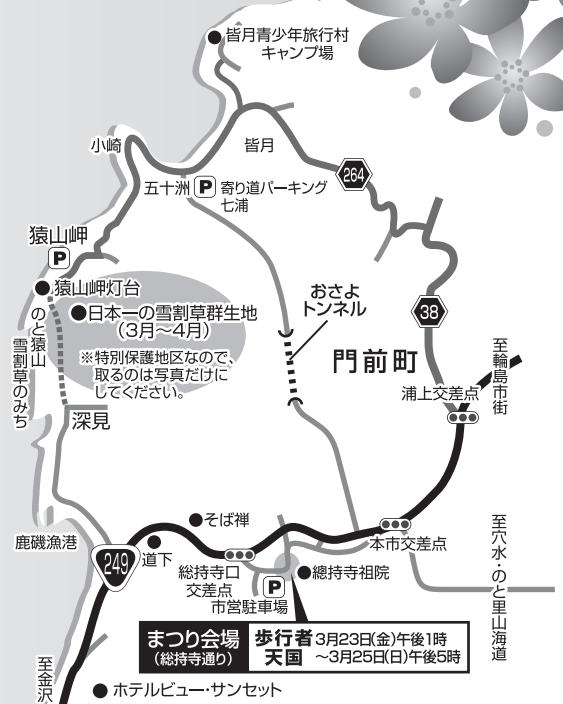 皆月青少年旅行村
キャンプ場
小崎
皆月
264
五十洲 P 寄り道パーキング
七浦
猿山岬
P
猿山岬灯台
日本一の雪割草群生地
(3月〜4月)
※特別保護地区なので、
取るのは写真だけに
してください。
のと猿山
雪割草のみち
おさよ
トンネル
38
門前町
至輪島市街
浦上交差点
深見
そば禅
鹿磯漁港
249
道下
本市交差点
至穴水・のと里山海道
総持寺口
交差点
P
市営駐車場
總持寺祖院
まつり会場
(総持寺通り)
歩行者
天国
3月23日(金)午後1時
〜3月25日(日)午後5時
至金沢
ホテルビュー・サンセット